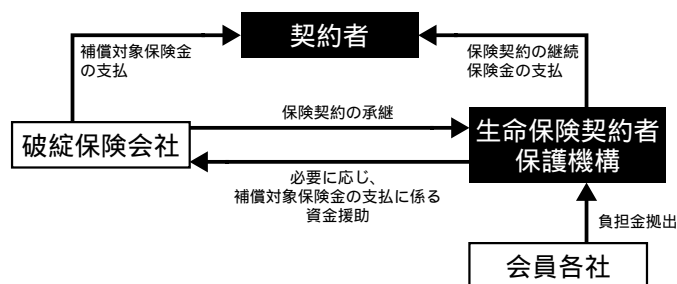 契約者
補償対象保険金
の支払
保険契約の継続
保険金の支払
保険契約の承継
破綻保険会社
生命保険契約者
保護機構
必要に応じ、
補償対象保険金の支払に係る
資金援助
負担金拠出
会員各社